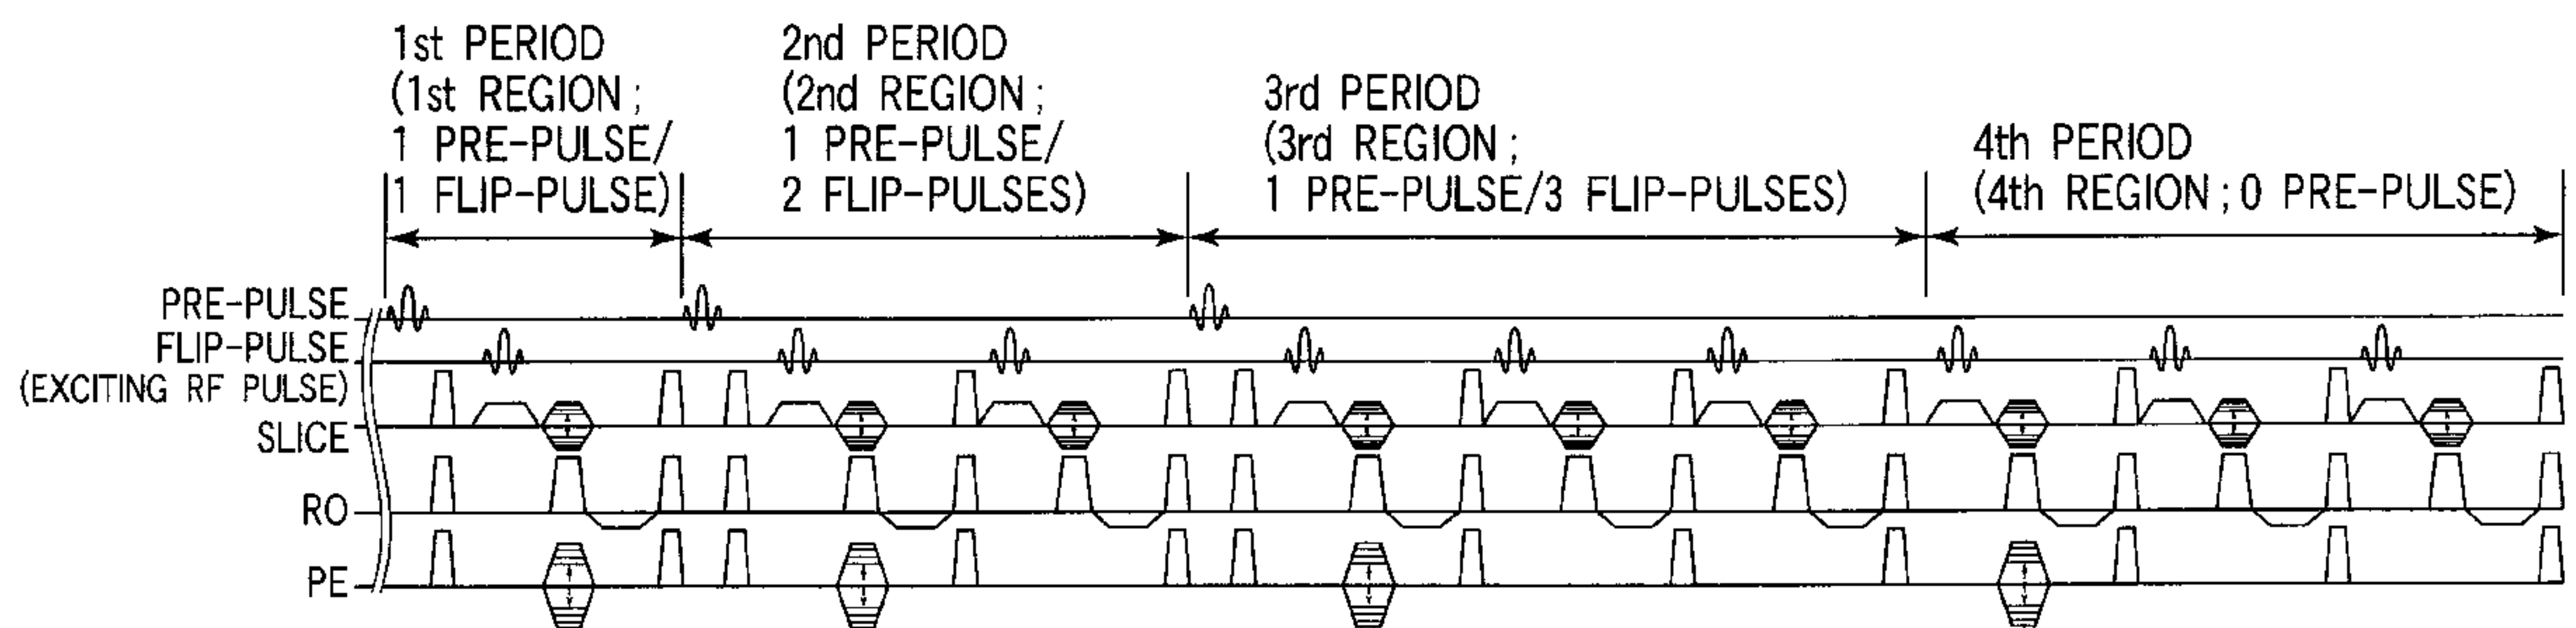 1st PERIOD
(1st REGION;
1 PRE-PULSE/
1 FLIP-PULSE)
2nd PERIOD
(2nd REGION;
1 PRE-PULSE/
2 FLIP-PULSES)
3rd PERIOD
(3rd REGION;
1 PRE-PULSE/3 FLIP-PULSES)
4th PERIOD
(4th REGION; 0 PRE-PULSE)
PRE-PULSE
FLIP-PULSE
(EXCITING RF PULSE)
SLICE
RO
PE